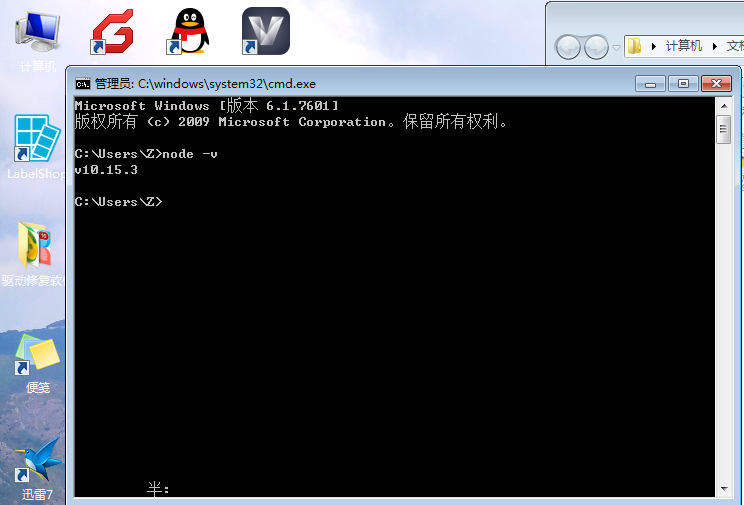 计算机
LabelShop
驱动修复软
便笺
迅雷7
计算机
管理员: C:\windows\system32\cmd.exe
Microsoft Windows [版本 6.1.7601]
版权所有 (c) 2009 Microsoft Corporation。保留所有权利。
C:\Users\Z>node -v
v10.15.3
C:\Users\Z>
半: